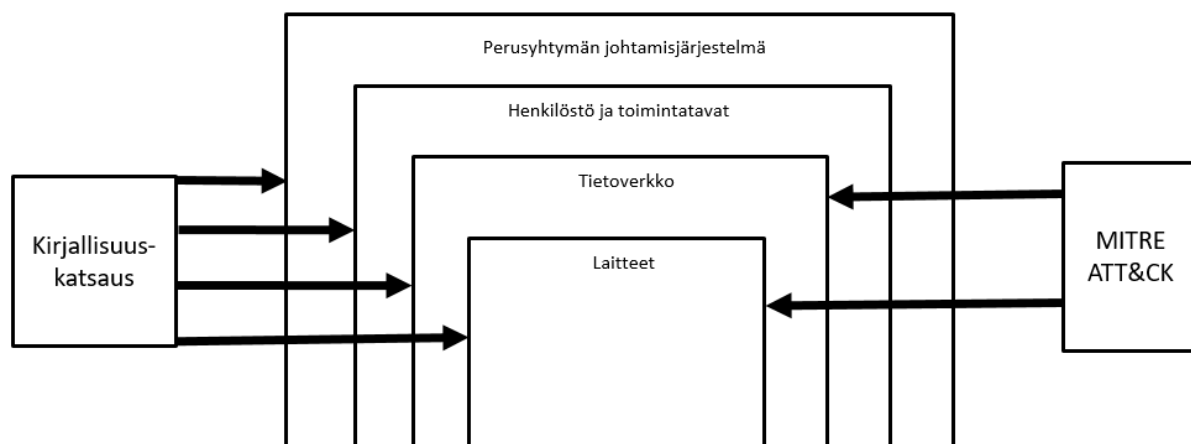 Perusyhtymän johtamisjärjestelmä
Henkilöstö ja toimintatavat
Tietoverkko
Laitteet
Kirjallisuus-
katsaus
MITRE
ATT&CK